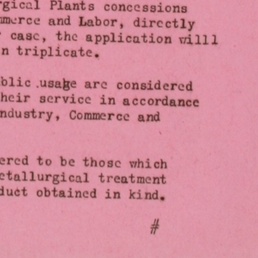 rgical Plants concessions
mmerce and Labor, directly
case, the application willl
n triplicate.
blic .usage are considered
heir service in accordance
ndustry, Commerce and
ered to be those which
etallurgical treatment
duct obtained in kind.
#